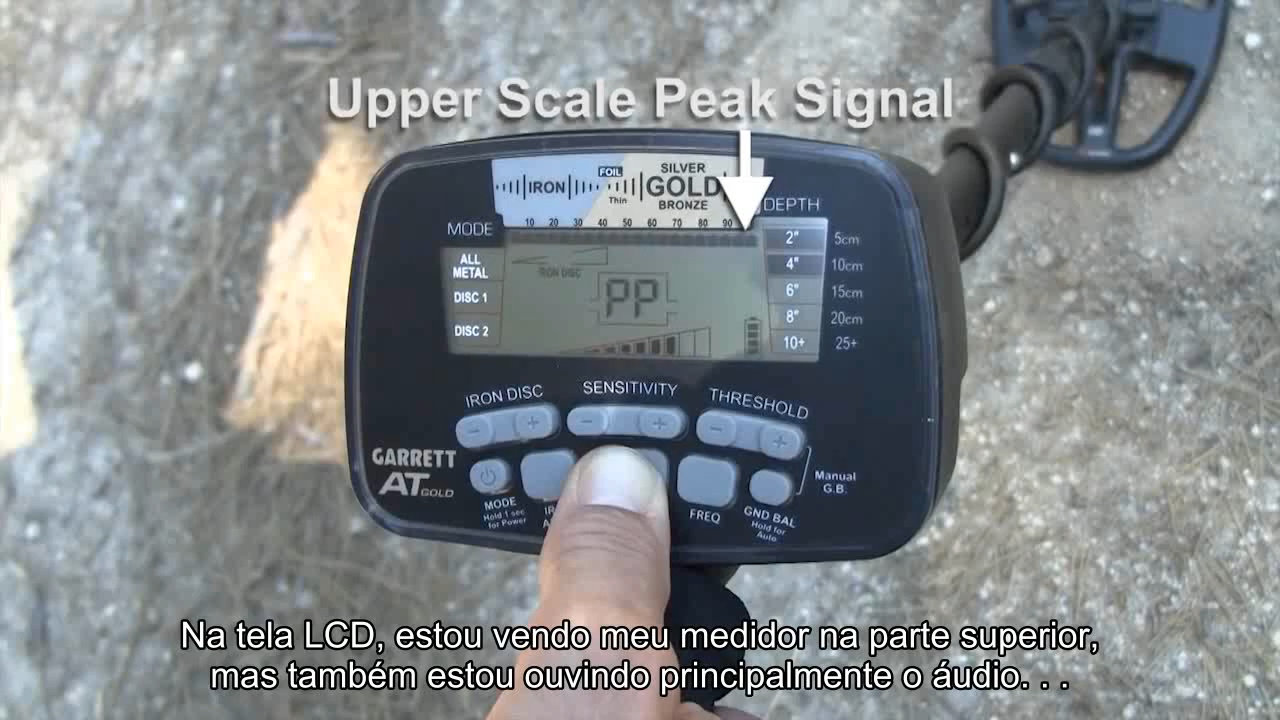 Upper Scale Peak Signal
FOIL
SILVER
IRON
GOLD
Thin
BRONZE
10 20 30 40 50 60 70 80 90
MODE
DEPTH
ALL
METAL
DISC 1
DISC 2
IRON DISC
PP
2" 5cm
4" 10cm
6" 15cm
8" 20cm
10+ 25+
IRON DISC
SENSITIVITY
THRESHOLD
- +
- +
- +
GARRETT
AT GOLD
MODE
Hold 1 sec
for Power
FREQ
GND BAL
Hold for
Auto
Manual
G.B.
Na tela LCD, estou vendo meu medidor na parte superior,
mas também estou ouvindo principalmente o áudio. . .